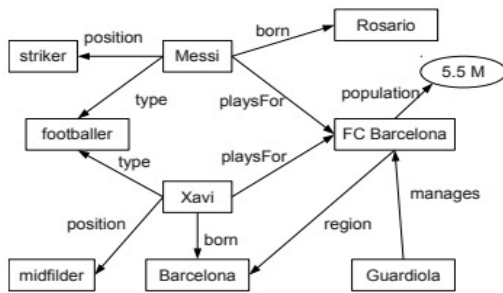 position
born
Rosario
striker
Messi
5.5 M
type
playsFor
population
footballer
FC Barcelona
type
playsFor
Xavi
manages
position
born
region
midfilder
Barcelona
Guardiola